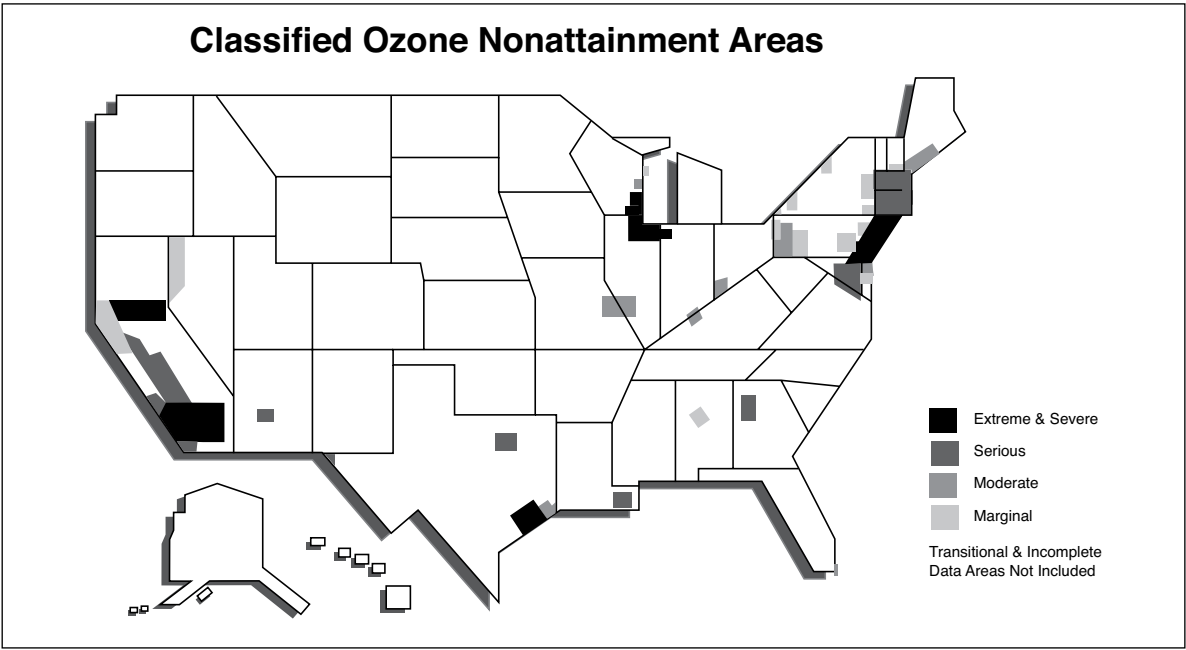 Classified Ozone Nonattainment Areas
Extreme & Severe
Serious
Moderate
Marginal
Transitional & Incomplete
Data Areas Not Included